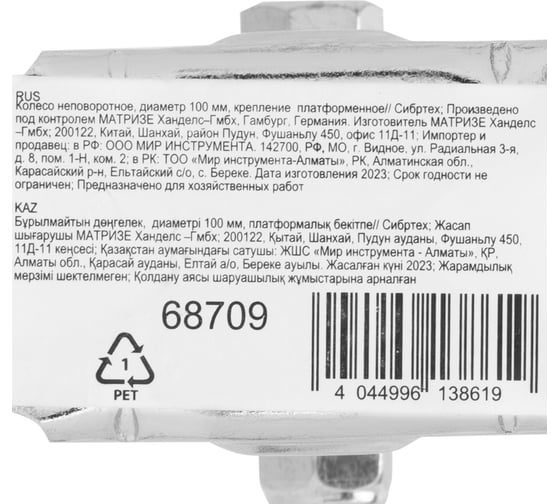 RUS
Колесо неповоротное, диаметр 100 мм, крепление платформенное// Сибртех; Произведено
под контролем МАТРИЗЕ Ханделс–Гмбх, Гамбург, Германия. Изготовитель МАТРИЗЕ Ханделс
–Гмбх; 200122, Китай, Шанхай, район Пудун, Фушаньлу 450, офис 11Д-11; Импортер и
продавец: в РФ: ООО МИР ИНСТРУМЕНТА. 142700, РФ, МО, г. Видное, ул. Радиальная 3-я,
д. 8, пом. 1-Н, ком. 2; в РК: ТОО «Мир инструмента-Алматы», РК, Алматинская обл.,
Карасайский р-н, Ельтайский с/о, с. Береке. Дата изготовления 2023; Срок годности не
ограничен; Предназначено для хозяйственных работ
KAZ
Бұрылмайтын дөңгелек, диаметрі 100 мм, платформалық бекітпе// Сибртех; Жасап
шығарушы МАТРИЗЕ Ханделс –Гмбх; 200122, Қытай, Шанхай, Пудун ауданы, Фушаньлу 450,
11Д-11 кеңсесі; Қазақстан аумағындағы сатушы: ЖШС «Мир инструмента - Алматы», ҚР,
Алматы обл., Қарасай ауданы, Елтай а/о, Береке ауылы. Жасалған күні 2023; Жарамдылық
мерзімі шектелмеген; Қолдану аясы шаруашылық жұмыстарына арналған
68709
1
PET
4 044996 138619